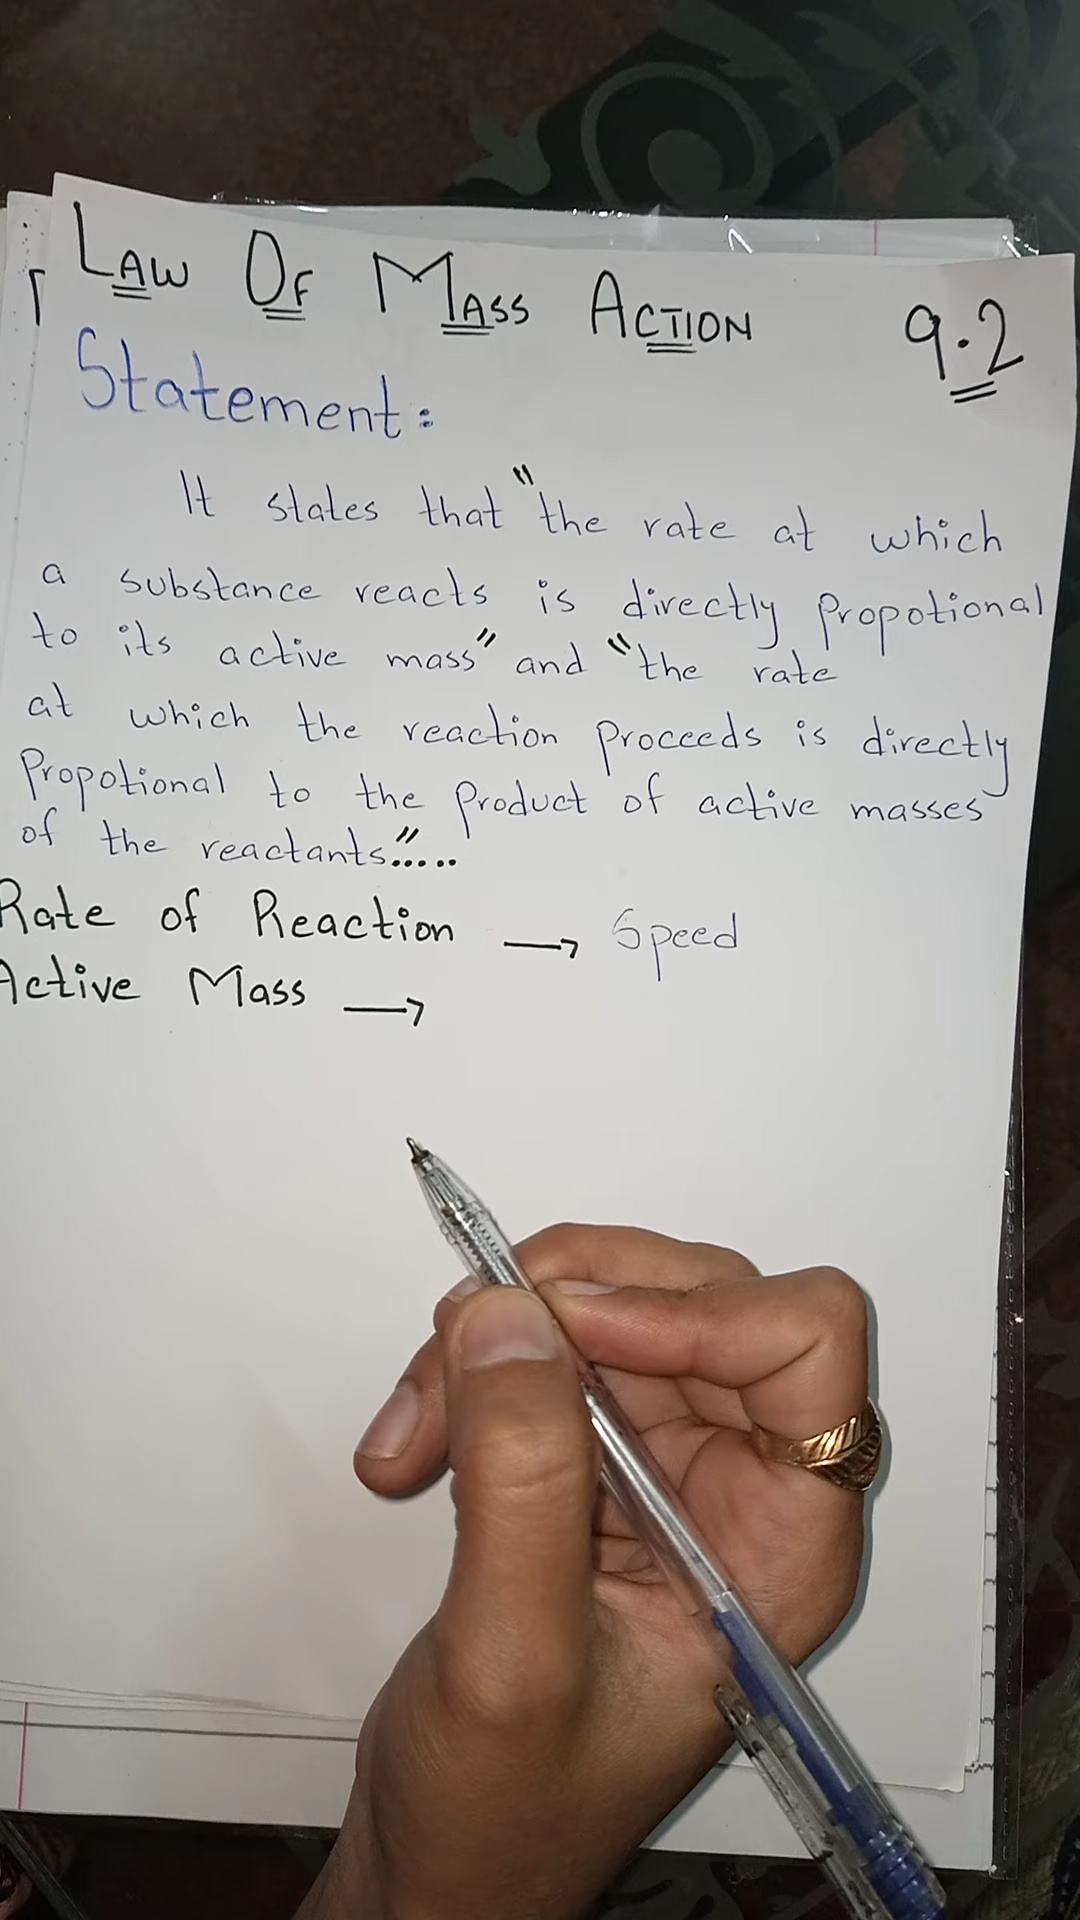 LAW OF MASS ACTION 9.2
Statement:
It states that "the rate at which
a substance reacts is directly Propotional
to its active mass" and "the rate
at which the reaction Proceeds is directly
Propotional to the Product of active masses
of the reactants".....
Rate of Reaction → Speed
Active Mass →